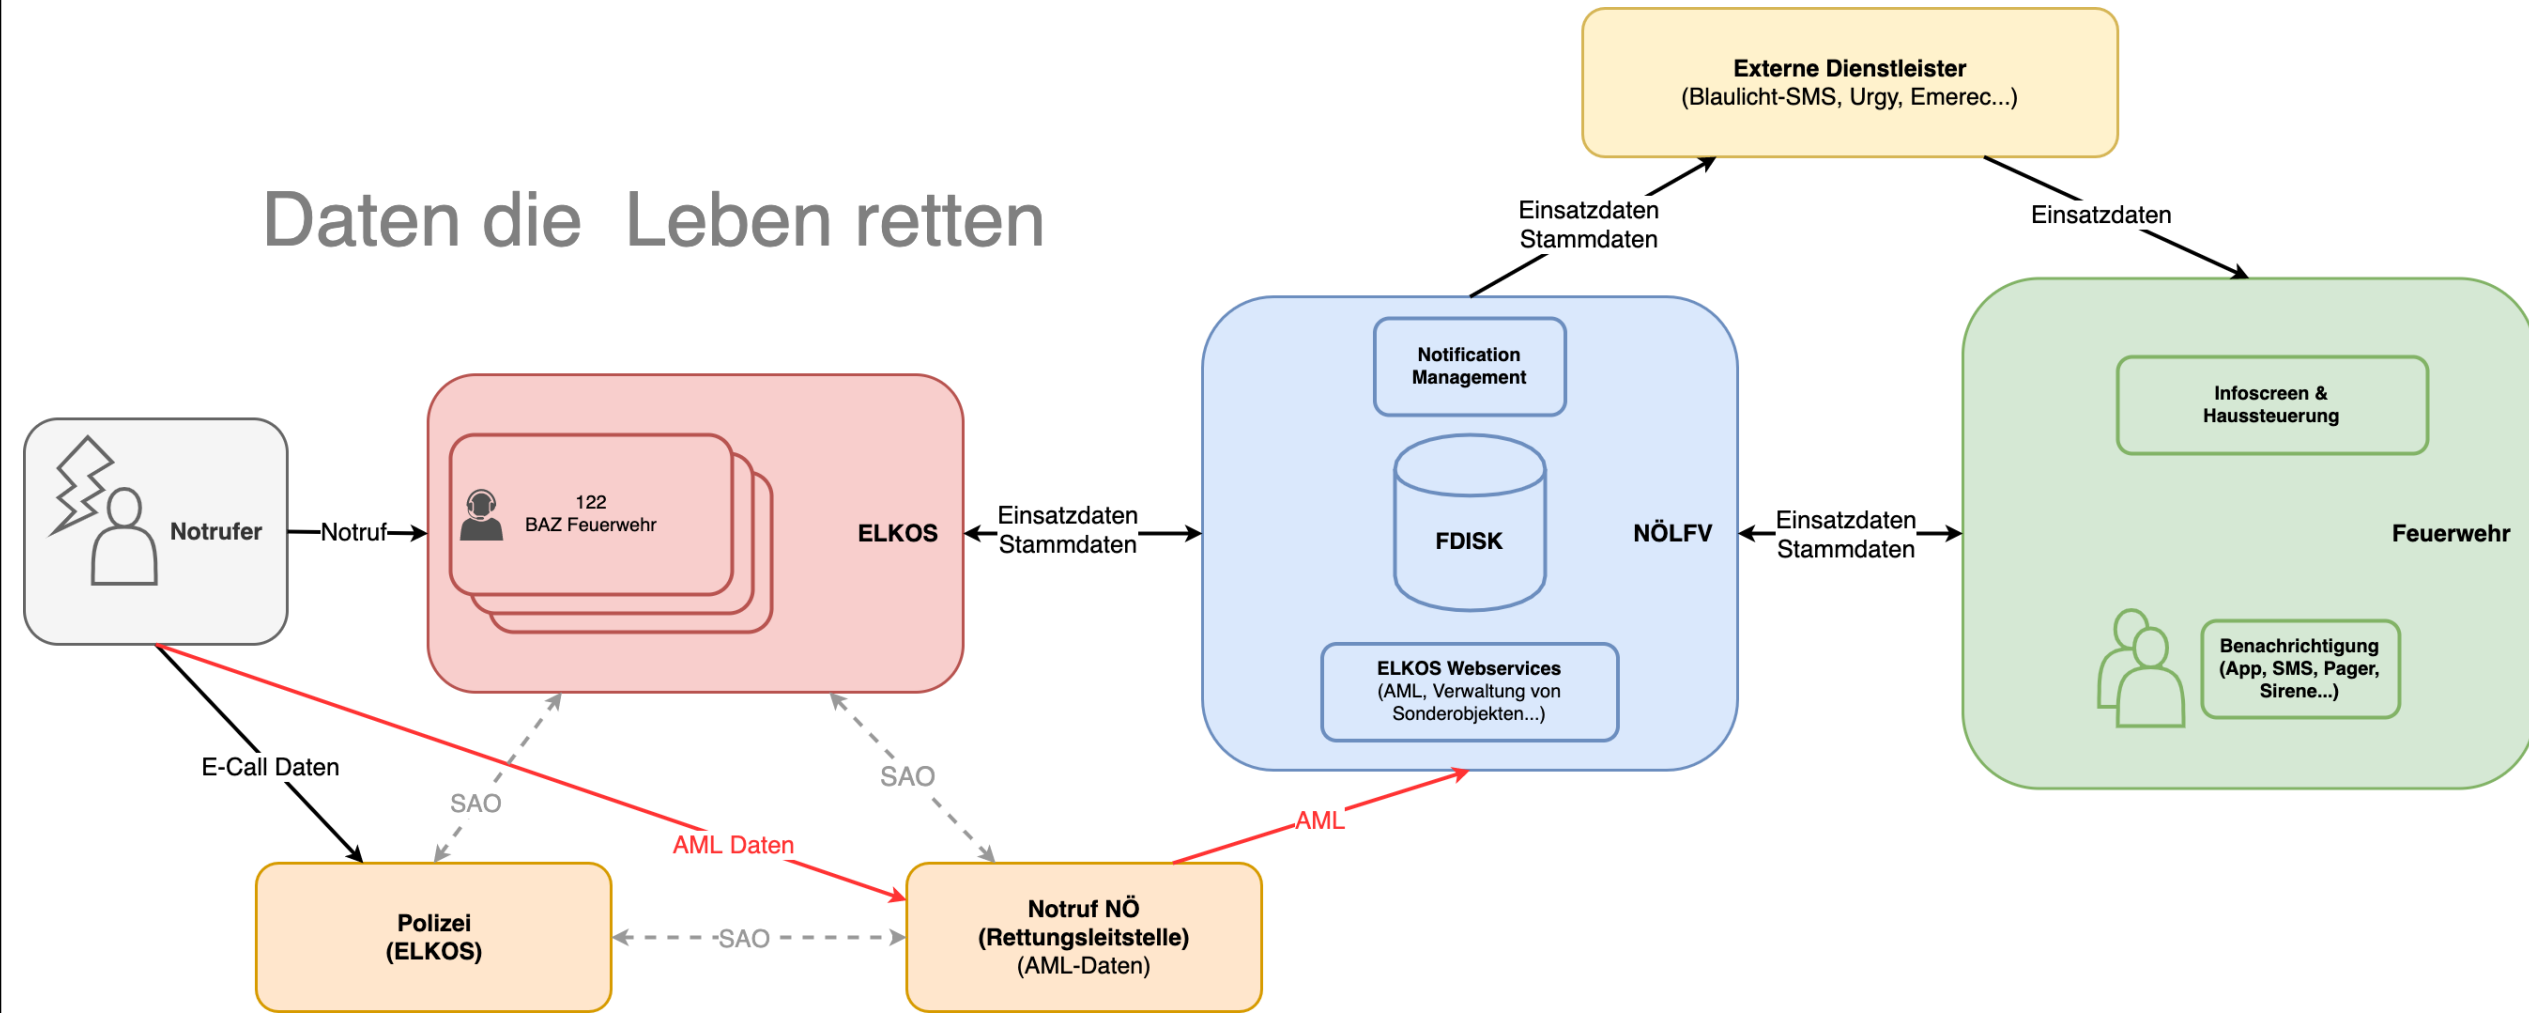 Externe Dienstleister
(Blaulicht-SMS, Urgy, Emerec...)
Daten die  Leben retten
Einsatzdaten
Stammdaten
Einsatzdaten
Notrufer
Notruf
122
BAZ Feuerwehr
ELKOS
Einsatzdaten
Stammdaten
Notification
Management
FDISK
NÖLFV
ELKOS Webservices
(AML, Verwaltung von
Sonderobjekten...)
Einsatzdaten
Stammdaten
Infoscreen &
Haussteuerung
Feuerwehr
Benachrichtigung
(App, SMS, Pager,
Sirene...)
E-Call Daten
SAO
SAO
AML Daten
AML
Polizei
(ELKOS)
SAO
Notruf NÖ
(Rettungsleitstelle)
(AML-Daten)